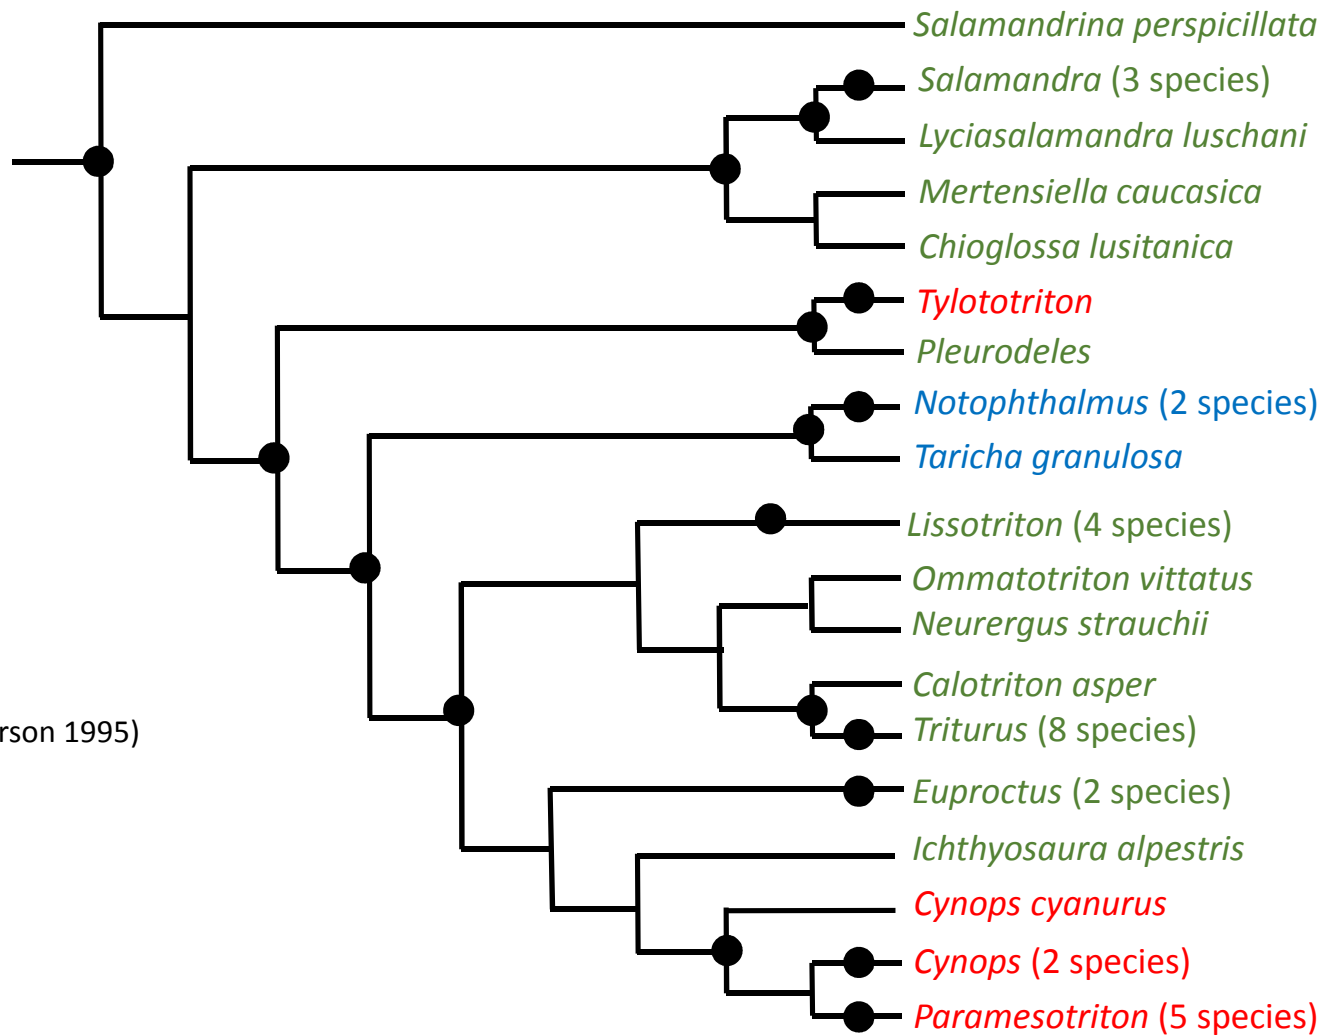 Salamandrina perspicillata
Salamandra (3 species)
Lyciasalamandra luschani
Mertensiella caucasica
Chioglossa lusitanica
Tylototriton
Pleurodeles
Notophthalmus (2 species)
Taricha granulosa
Lissotriton (4 species)
Ommatotriton vittatus
Neurergus strauchii
Calotriton asper
rson 1995)
Triturus (8 species)
Euproctus (2 species)
Ichthyosaura alpestris
Cynops cyanurus
Cynops (2 species)
Paramesotriton (5 species)